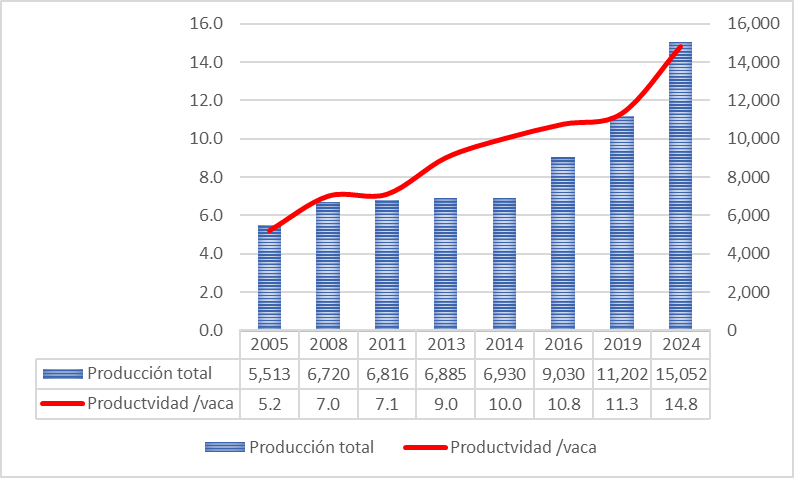 16.0 16,000
14.0 14,000
12.0 12,000
10.0 10,000
8.0 8,000
6.0 6,000
4.0 4,000
2.0 2,000
0.0 0
2005 2008 2011 2013 2014 2016 2019 2024
Producción total 5,513 6,720 6,816 6,885 6,930 9,030 11,202 15,052
Productvidad /vaca 5.2 7.0 7.1 9.0 10.0 10.8 11.3 14.8
Producción total Productvidad /vaca